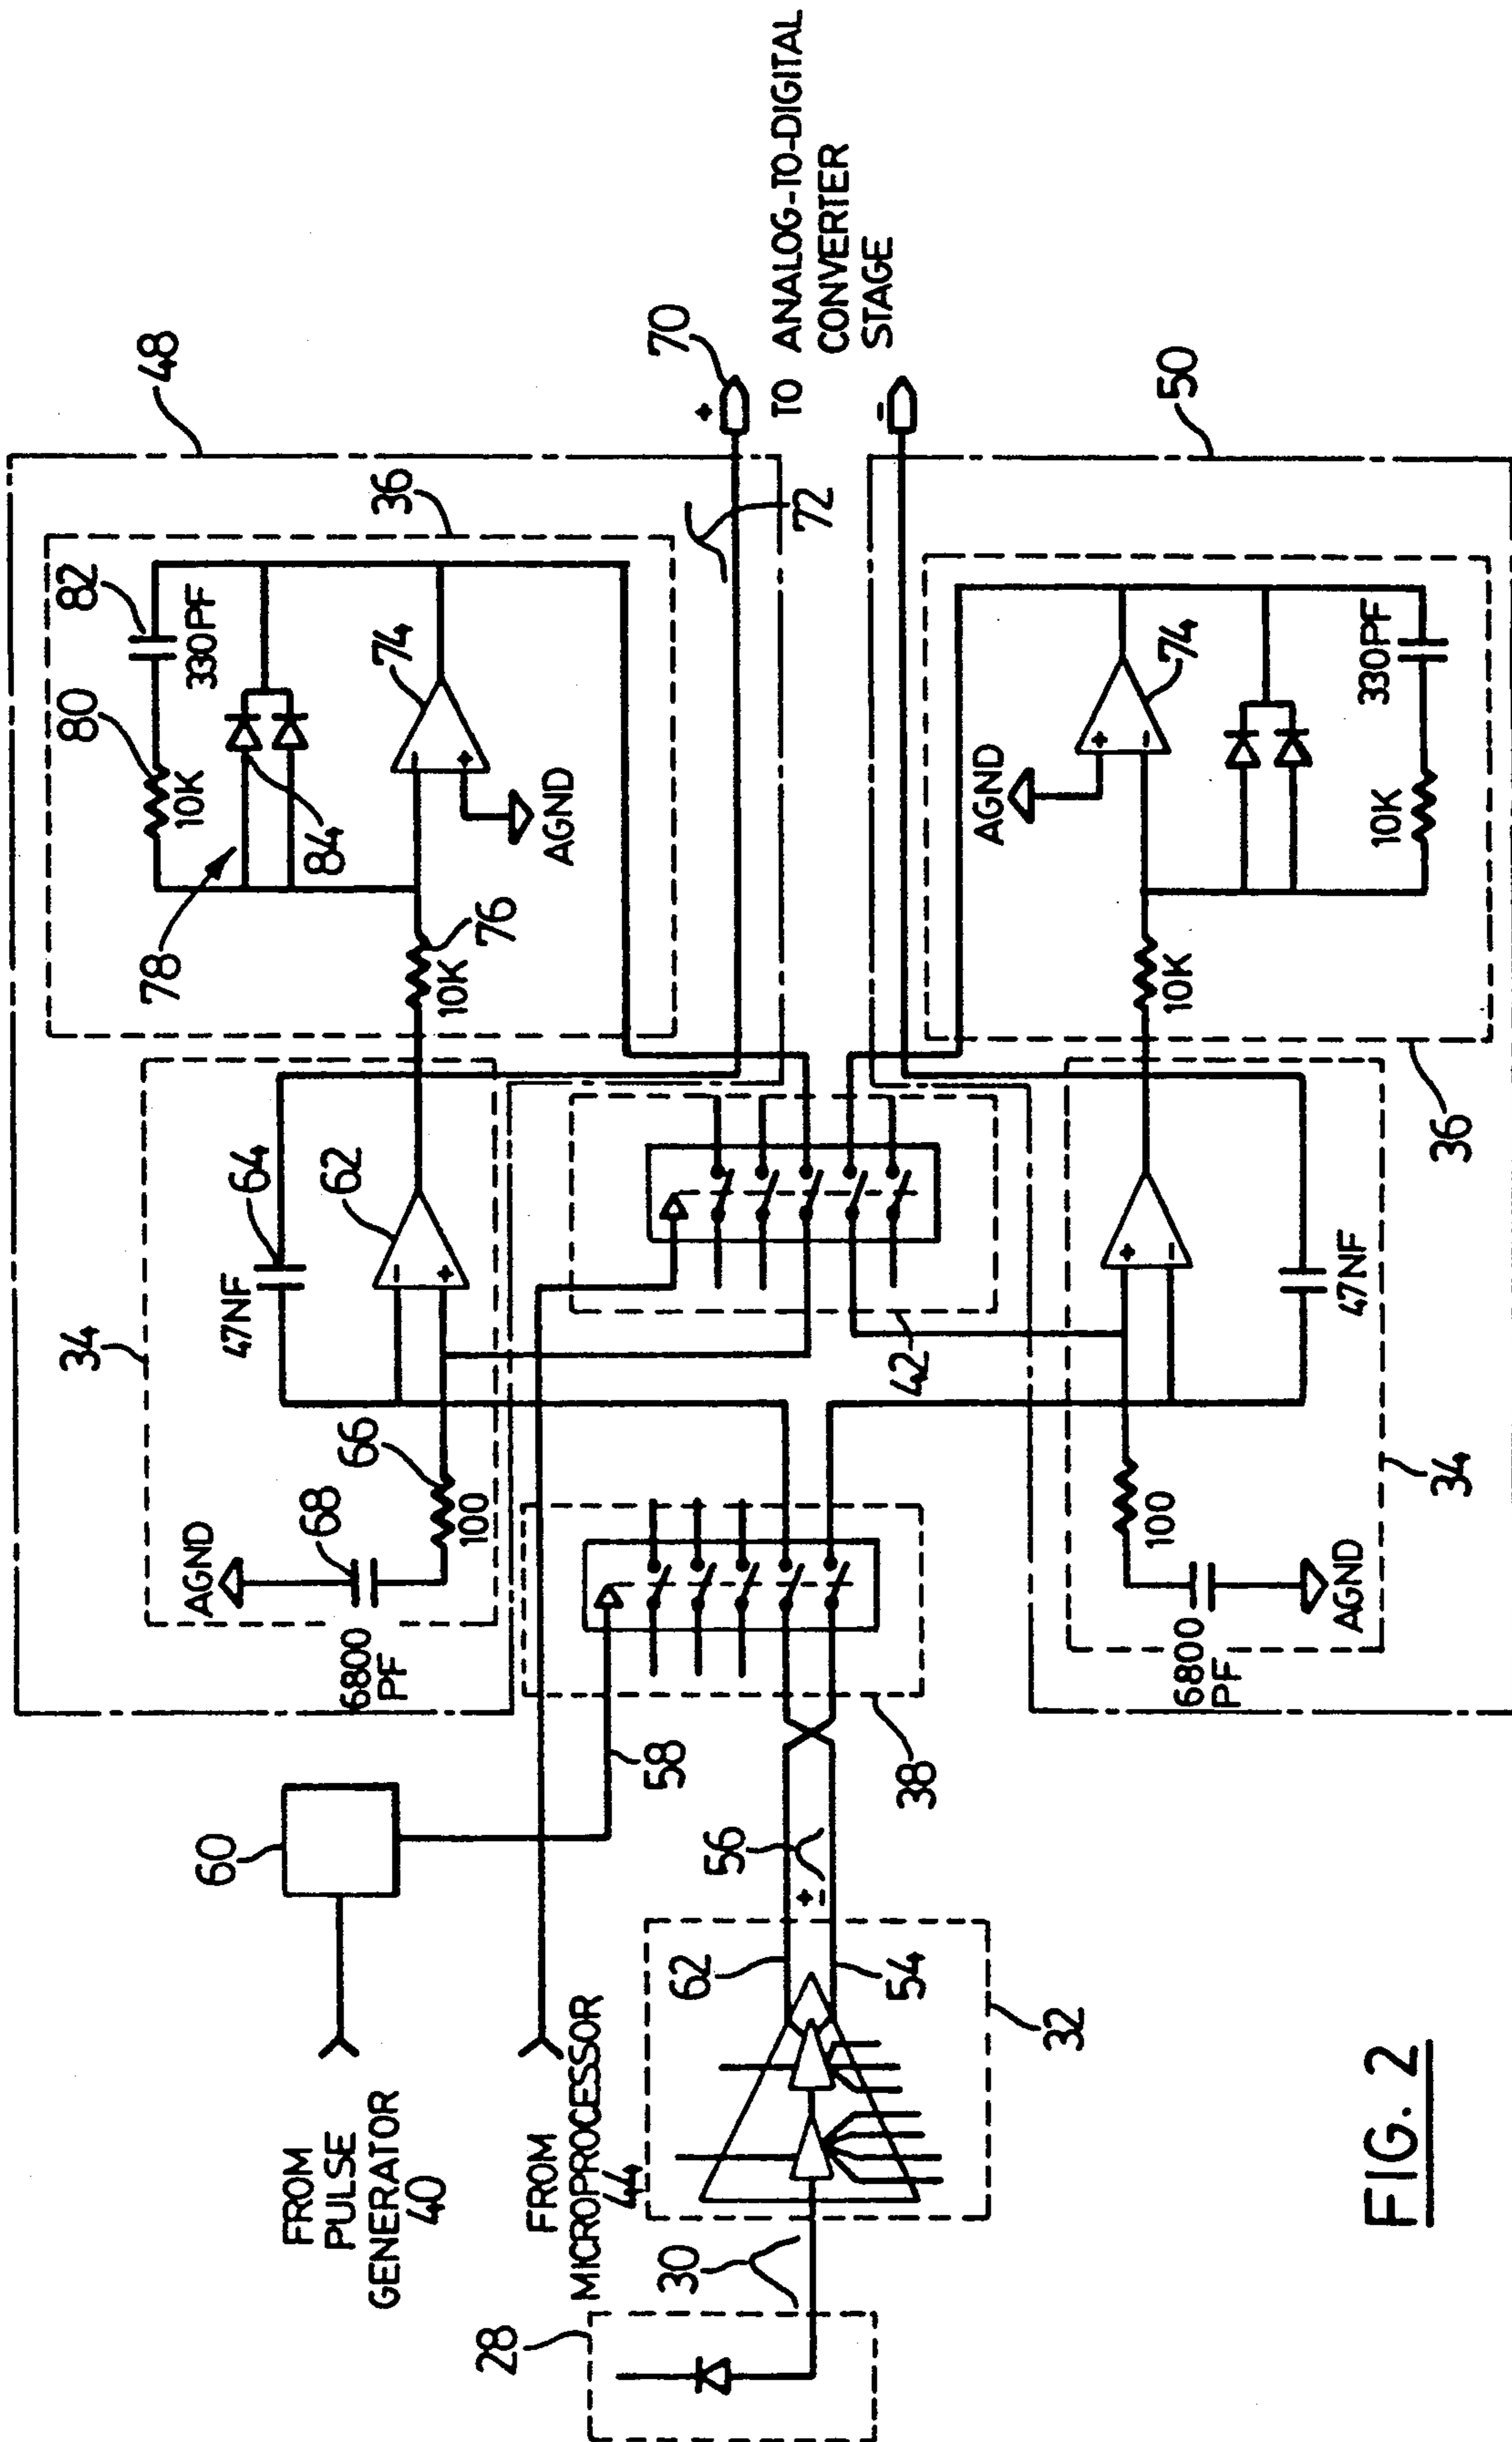 48
36
82
330PF
80
10K
74
AGND
78
84
76
10K
34
64
47NF
62
66
68
AGND
100
6800
PF
70
+
TO ANALOG-TO-DIGITAL
CONVERTER
STAGE
72
42
60
58
38
FROM
PULSE
GENERATOR
40
FROM
MICROPROCESSOR
44
62
54
56
±
32
30
28
50
36
74
AGND
330PF
10K
10K
34
47NF
100
6800
PF
AGND
+
−
+
−
+
−
+
−
−
FIG. 2